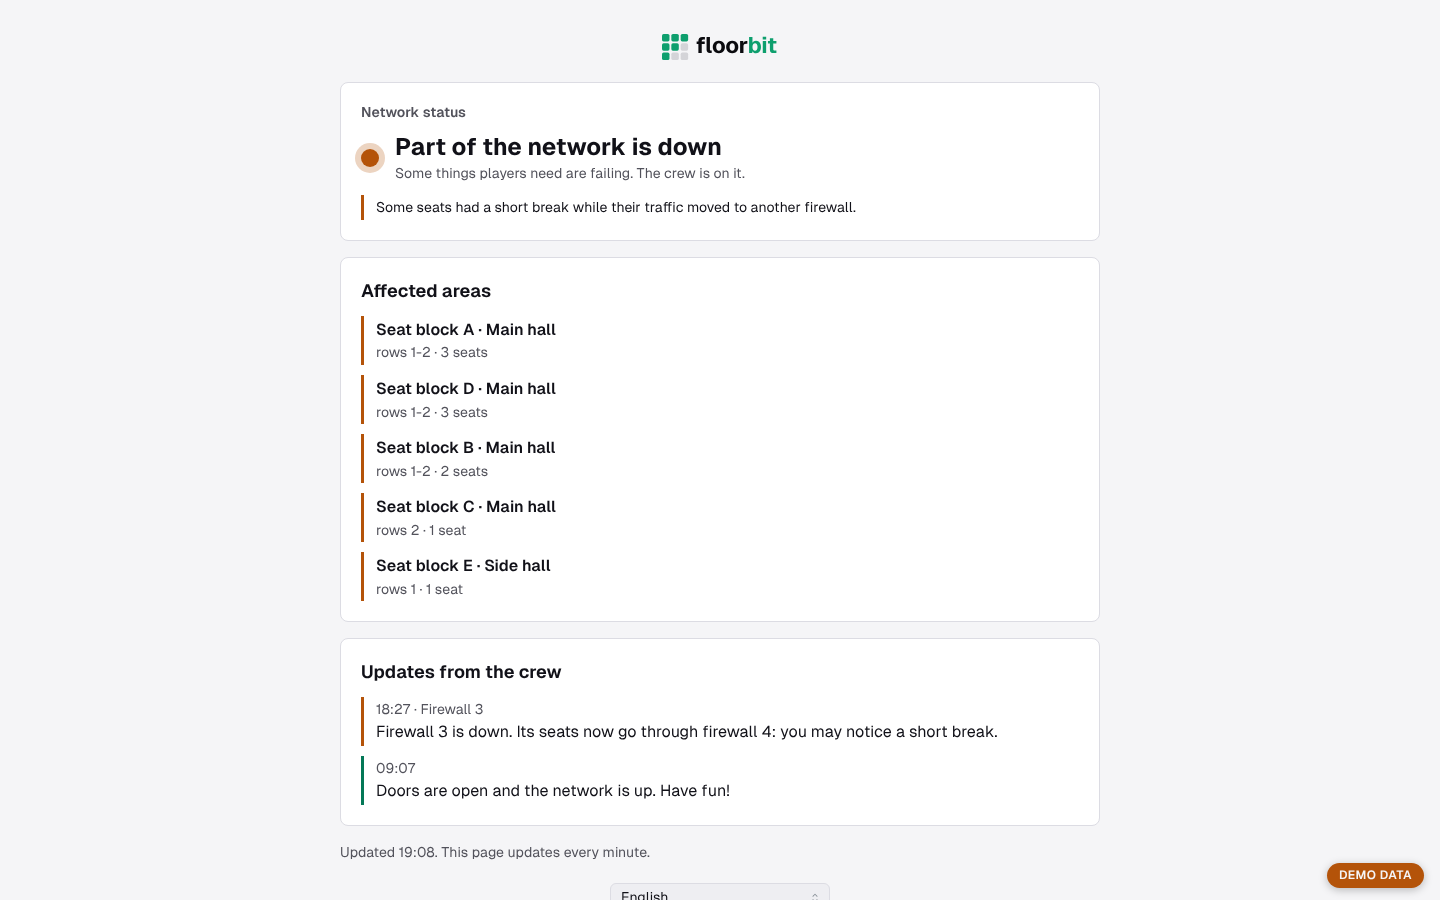 floorbit
Network status
Part of the network is down
Some things players need are failing. The crew is on it.
Some seats had a short break while their traffic moved to another firewall.
Affected areas
Seat block A · Main hall
rows 1-2 · 3 seats
Seat block D · Main hall
rows 1-2 · 3 seats
Seat block B · Main hall
rows 1-2 · 2 seats
Seat block C · Main hall
rows 2 · 1 seat
Seat block E · Side hall
rows 1 · 1 seat
Updates from the crew
18:27 · Firewall 3
Firewall 3 is down. Its seats now go through firewall 4: you may notice a short break.
09:07
Doors are open and the network is up. Have fun!
Updated 19:08. This page updates every minute.
DEMO DATA
English